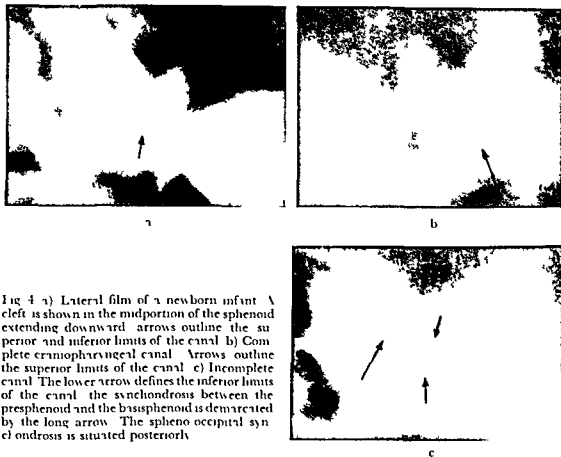 a
b
Fig 4 a) Lateral film of a newborn infant A
cleft is shown in the midportion of the sphenoid
extending downward arrows outline the su-
perior and inferior limits of the canal b) Com
plete craniopharyngeal canal Arrows outline
the superior limits of the canal c) Incomplete
canal The lower arrow defines the inferior limits
of the canal the synchondrosis between the
presphenoid and the basisphenoid is demarcated
by the long arrow The spheno occipital syn
chondrosis is situated posteriorly
c